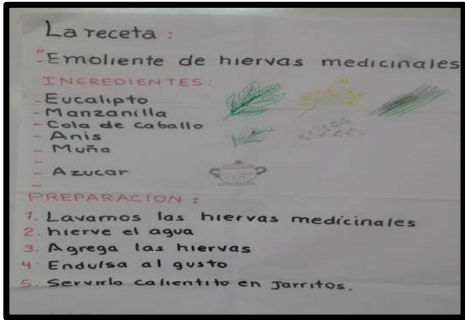 La receta :
"Emoliente de hiervas medicinales
INGREDIENTES:
- Eucalipto
- Manzanilla
- Cola de caballo
- Anis
- Muña
-
- Azucar
-
PREPARACION :
1. Lavamos las hiervas medicinales
2. hierve el agua
3. Agrega las hiervas
4. Endulsa al gusto
5. Servirlo calientito en Jarritos.